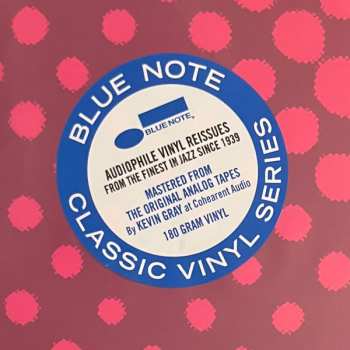 BLUE NOTE
BLUE NOTE.
AUDIOPHILE VINYL REISSUES
FROM THE FINEST IN JAZZ SINCE 1939
MASTERED FROM
THE ORIGINAL ANALOG TAPES
By KEVIN GRAY at Cohearent Audio
180 GRAM VINYL
CLASSIC VINYL SERIES